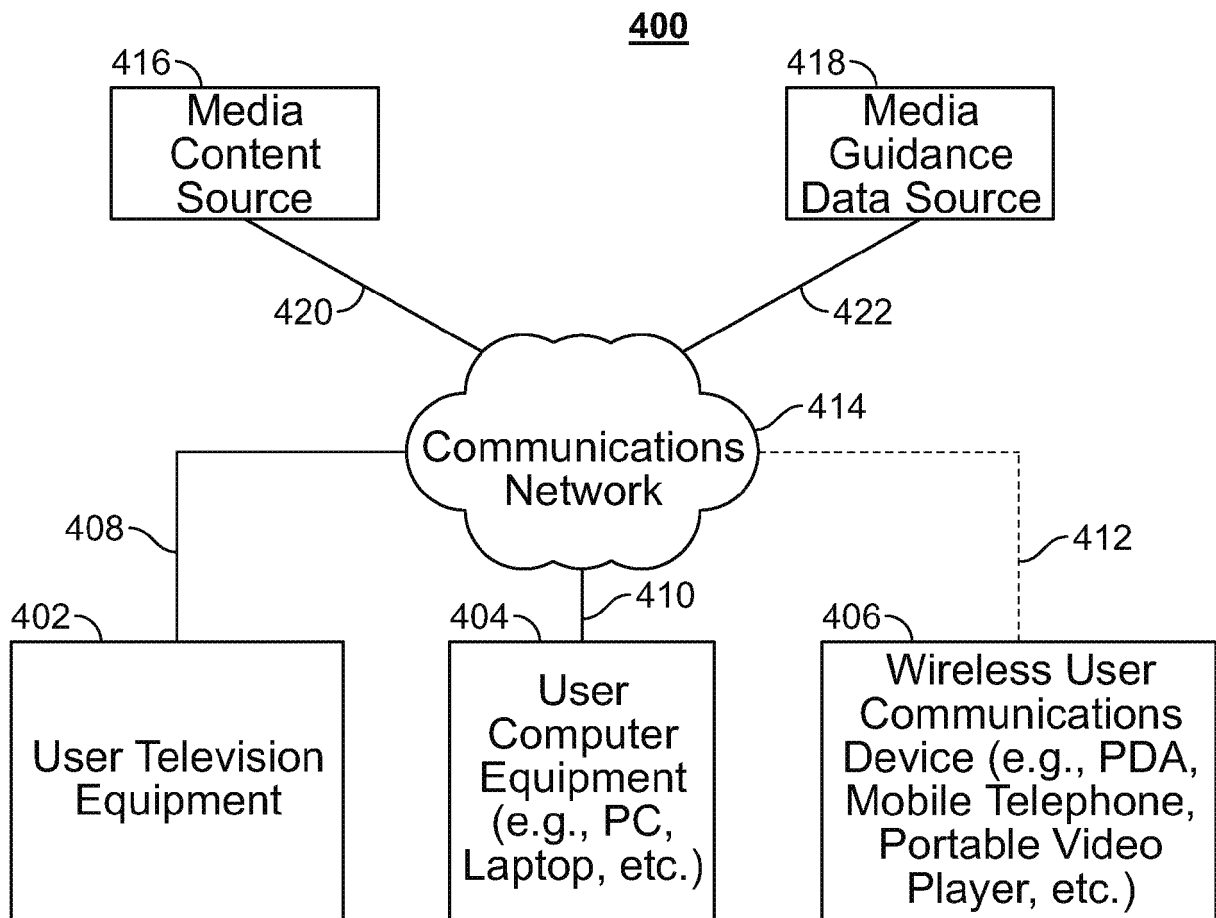 400
416
Media
Content
Source
418
Media
Guidance
Data Source
420
422
414
Communications
Network
408
410
412
402
User Television
Equipment
404
User
Computer
Equipment
(e.g., PC,
Laptop, etc.)
406
Wireless User
Communications
Device (e.g., PDA,
Mobile Telephone,
Portable Video
Player, etc.)